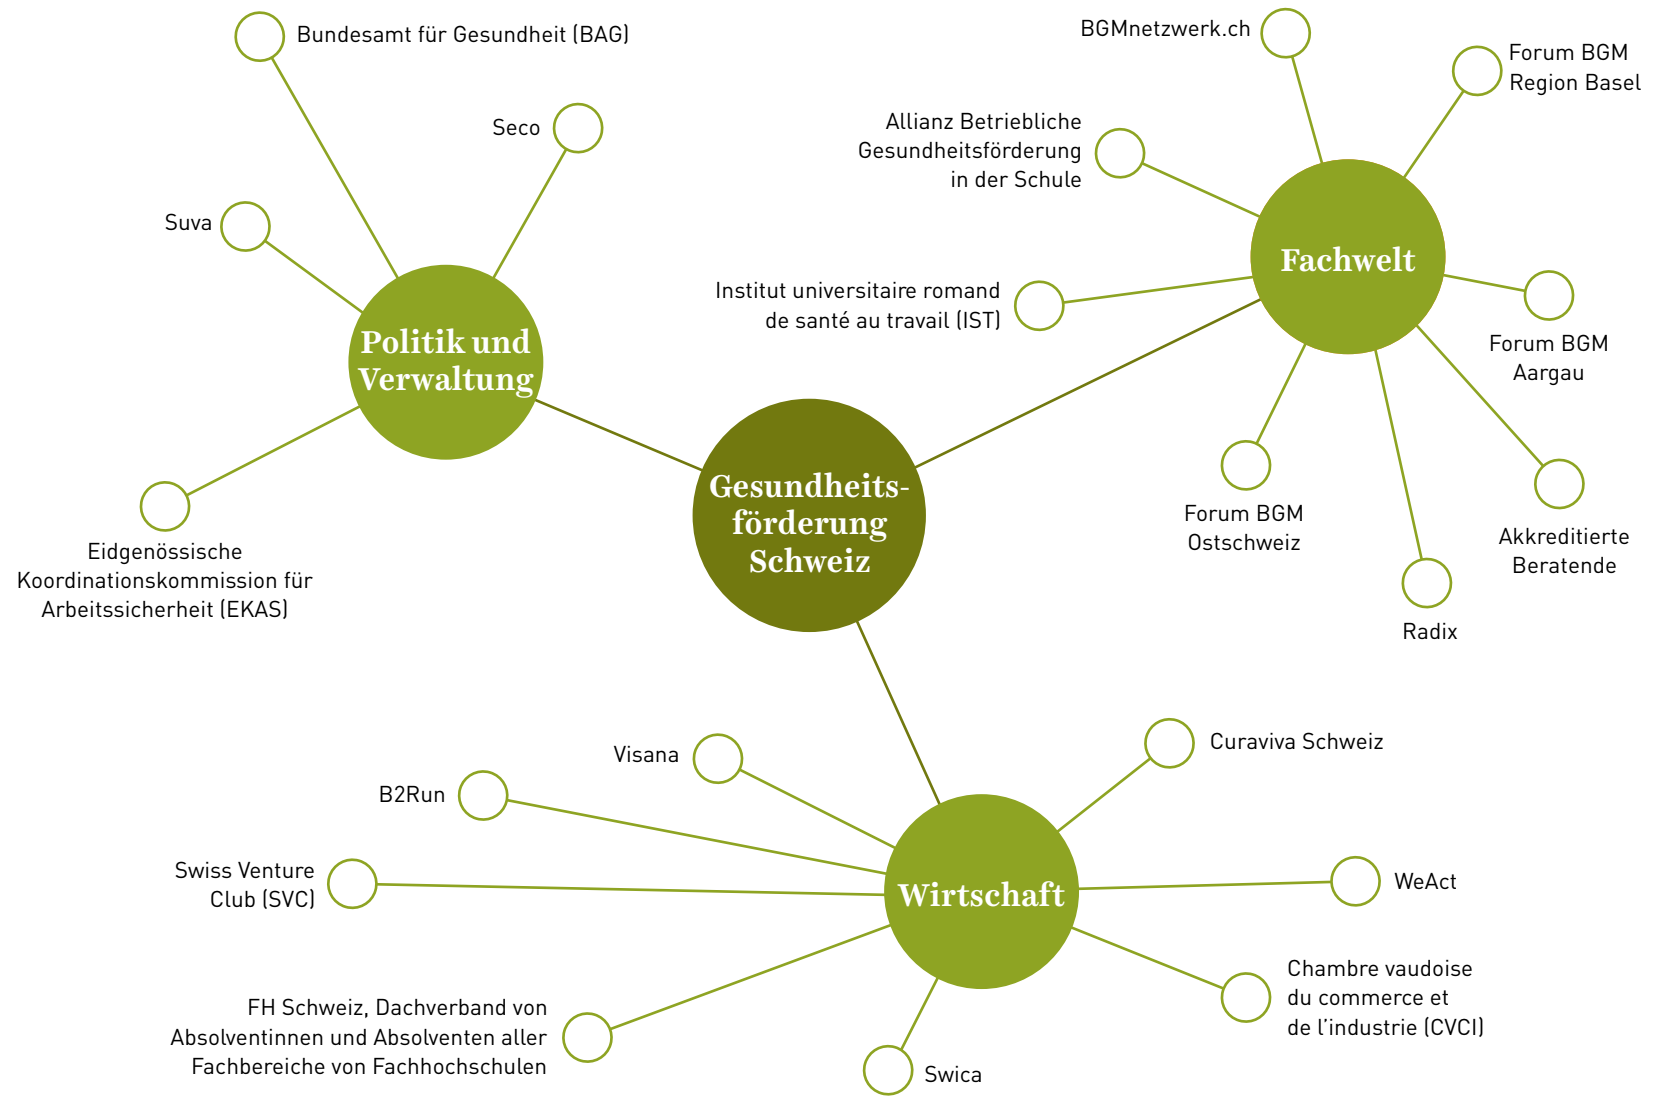 Bundesamt für Gesundheit (BAG)
Seco
Suva
Politik und
Verwaltung
Eidgenössische
Koordinationskommission für
Arbeitssicherheit (EKAS)
BGMnetzwerk.ch
Forum BGM
Region Basel
Allianz Betriebliche
Gesundheitsförderung
in der Schule
Fachwelt
Institut universitaire romand
de santé au travail (IST)
Forum BGM
Aargau
Forum BGM
Ostschweiz
Akkreditierte
Beratende
Radix
Gesundheits-
förderung
Schweiz
Visana
Curaviva Schweiz
B2Run
Swiss Venture
Club (SVC)
Wirtschaft
WeAct
FH Schweiz, Dachverband von
Absolventinnen und Absolventen aller
Fachbereiche von Fachhochschulen
Chambre vaudoise
du commerce et
de l’industrie (CVCI)
Swica